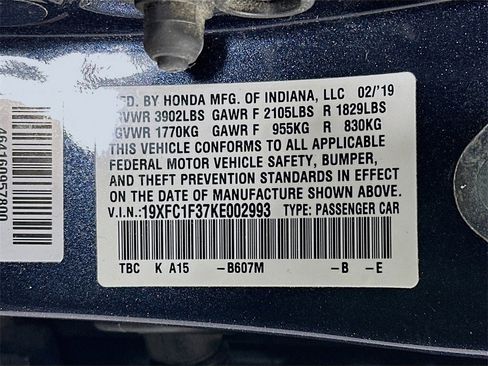 MFD. BY HONDA MFG. OF INDIANA, LLC 02/'19
GVWR 3902LBS GAWR F 2105LBS R 1829LBS
GVWR 1770KG GAWR F 955KG R 830KG
THIS VEHICLE CONFORMS TO ALL APPLICABLE
FEDERAL MOTOR VEHICLE SAFETY, BUMPER,
AND THEFT PREVENTION STANDARDS IN EFFECT
ON THE DATE OF MANUFACTURE SHOWN ABOVE.
V.I.N.:19XFC1F37KE002993 TYPE: PASSENGER CAR
TBC K A15 -B607M -B -E